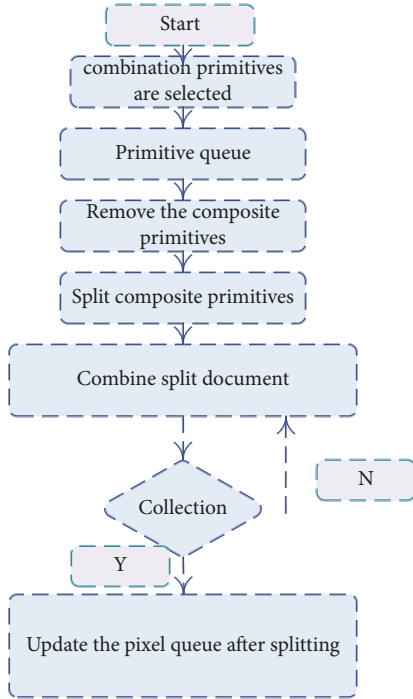 Start
combination primitives
are selected
Primitive queue
Remove the composite
primitives
Split composite primitives
Combine split document
Collection
N
Y
Update the pixel queue after splitting